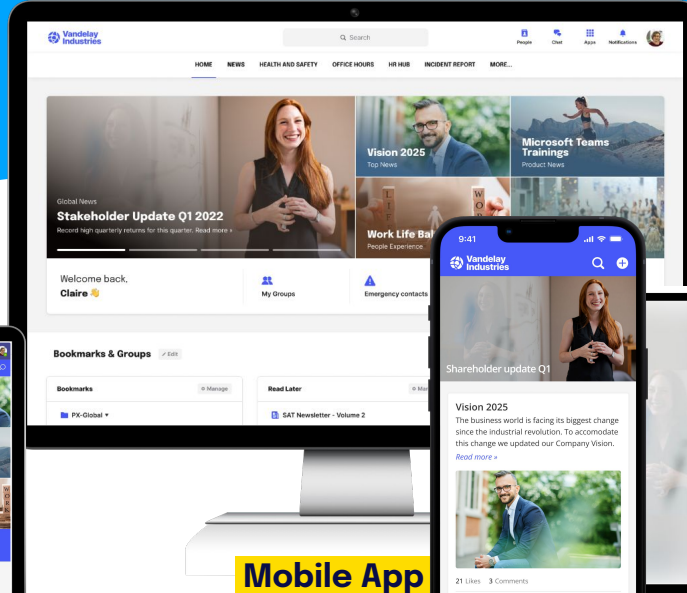 Vandelay
Industries
Search
People
Chat
Apps
Notifications
HOME
NEWS
HEALTH AND SAFETY
OFFICE HOURS
HR HUB
INCIDENT REPORT
MORE...
Global News
Stakeholder Update Q1 2022
Record high quarterly returns for this quarter. Read more »
Vision 2025
Top News
Microsoft Teams
Trainings
Product News
LIF
WO
Work Life Bal
People Experience
Welcome back,
Claire 👋
My Groups
Emergency contacts
Bookmarks & Groups
Edit
Bookmarks
Manage
PX-Global ▾
Read Later
SAT Newsletter - Volume 2
9:41
Vandelay
Industries
Shareholder update Q1
Vision 2025
The business world is facing its biggest change
since the industrial revolution. To accomodate
this change we updated our Company Vision.
Read more »
21 Likes 3 Comments
WORK
Mobile App